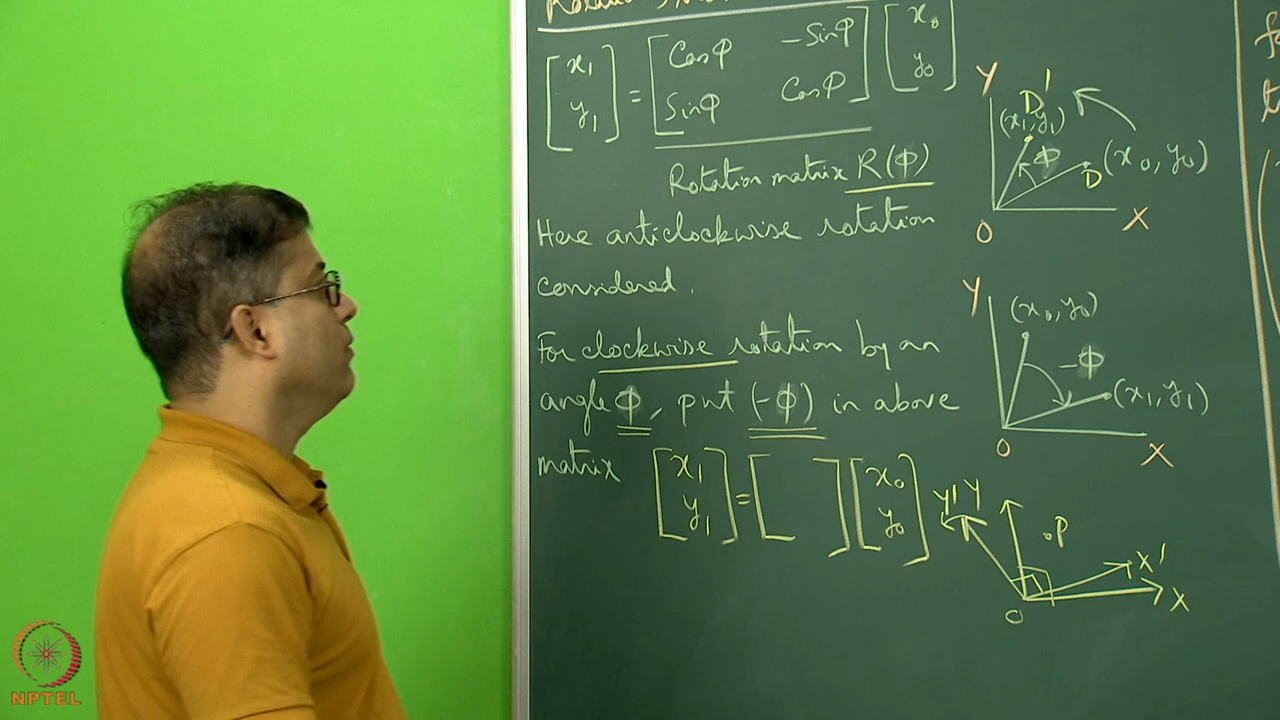 [x₁ y₁] = [Cosφ -Sinφ Sinφ Cosφ] [x₀ y₀]
Rotation matrix R(φ)
Here anticlockwise rotation
considered.
For clockwise rotation by an
angle φ, put (-φ) in above
matrix [x₁ y₁] = [ ] [x₀ y₀]
Y
D'
(x₁, y₁)
φ
(x₀, y₀)
D
O
X
Y
(x₀, y₀)
-φ
(x₁, y₁)
O
X
Y' Y
P
X'
O
X
NPTEL